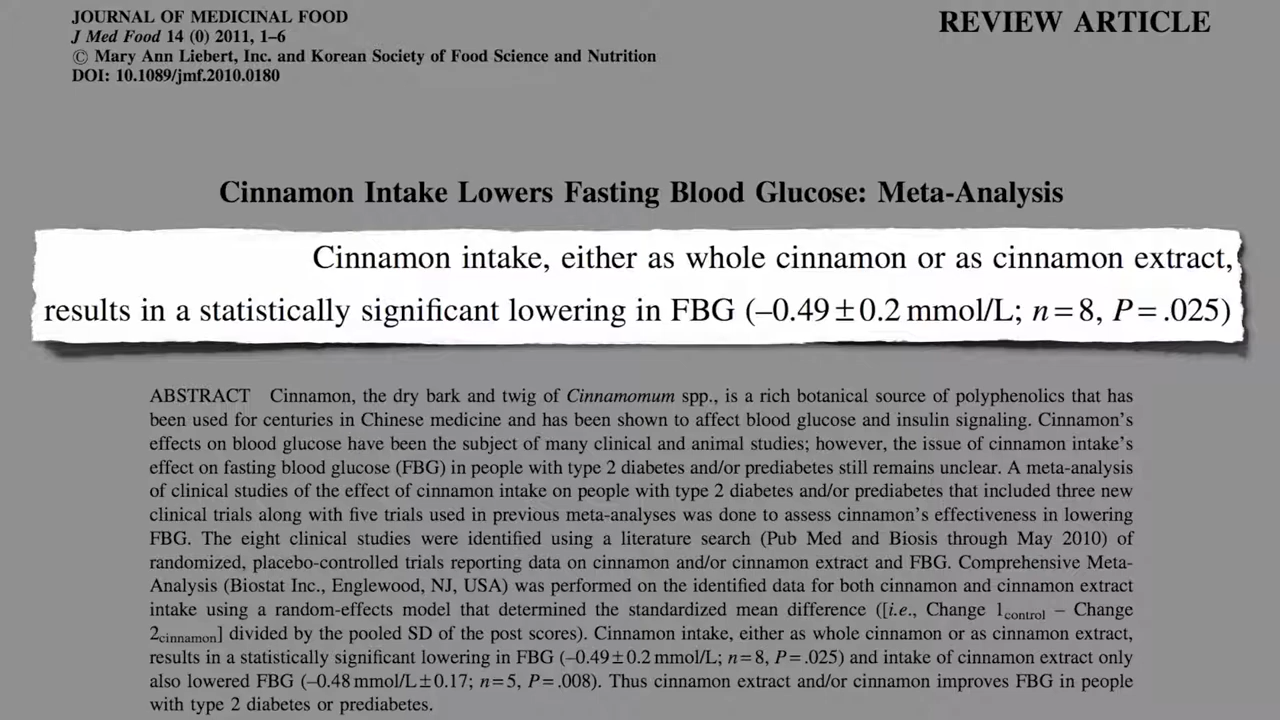 JOURNAL OF MEDICINAL FOOD
J Med Food 14 (0) 2011, 1–6
© Mary Ann Liebert, Inc. and Korean Society of Food Science and Nutrition
DOI: 10.1089/jmf.2010.0180
REVIEW ARTICLE
Cinnamon Intake Lowers Fasting Blood Glucose: Meta-Analysis
Cinnamon intake, either as whole cinnamon or as cinnamon extract,
results in a statistically significant lowering in FBG (–0.49 ± 0.2 mmol/L; n = 8, P = .025)
ABSTRACT Cinnamon, the dry bark and twig of Cinnamomum spp., is a rich botanical source of polyphenolics that has
been used for centuries in Chinese medicine and has been shown to affect blood glucose and insulin signaling. Cinnamon's
effects on blood glucose have been the subject of many clinical and animal studies; however, the issue of cinnamon intake's
effect on fasting blood glucose (FBG) in people with type 2 diabetes and/or prediabetes still remains unclear. A meta-analysis
of clinical studies of the effect of cinnamon intake on people with type 2 diabetes and/or prediabetes that included three new
clinical trials along with five trials used in previous meta-analyses was done to assess cinnamon's effectiveness in lowering
FBG. The eight clinical studies were identified using a literature search (Pub Med and Biosis through May 2010) of
randomized, placebo-controlled trials reporting data on cinnamon and/or cinnamon extract and FBG. Comprehensive Meta-
Analysis (Biostat Inc., Englewood, NJ, USA) was performed on the identified data for both cinnamon and cinnamon extract
intake using a random-effects model that determined the standardized mean difference ([i.e., Change 1control – Change
2cinnamon] divided by the pooled SD of the post scores). Cinnamon intake, either as whole cinnamon or as cinnamon extract,
results in a statistically significant lowering in FBG (–0.49 ± 0.2 mmol/L; n = 8, P = .025) and intake of cinnamon extract only
also lowered FBG (–0.48 mmol/L ± 0.17; n = 5, P = .008). Thus cinnamon extract and/or cinnamon improves FBG in people
with type 2 diabetes or prediabetes.